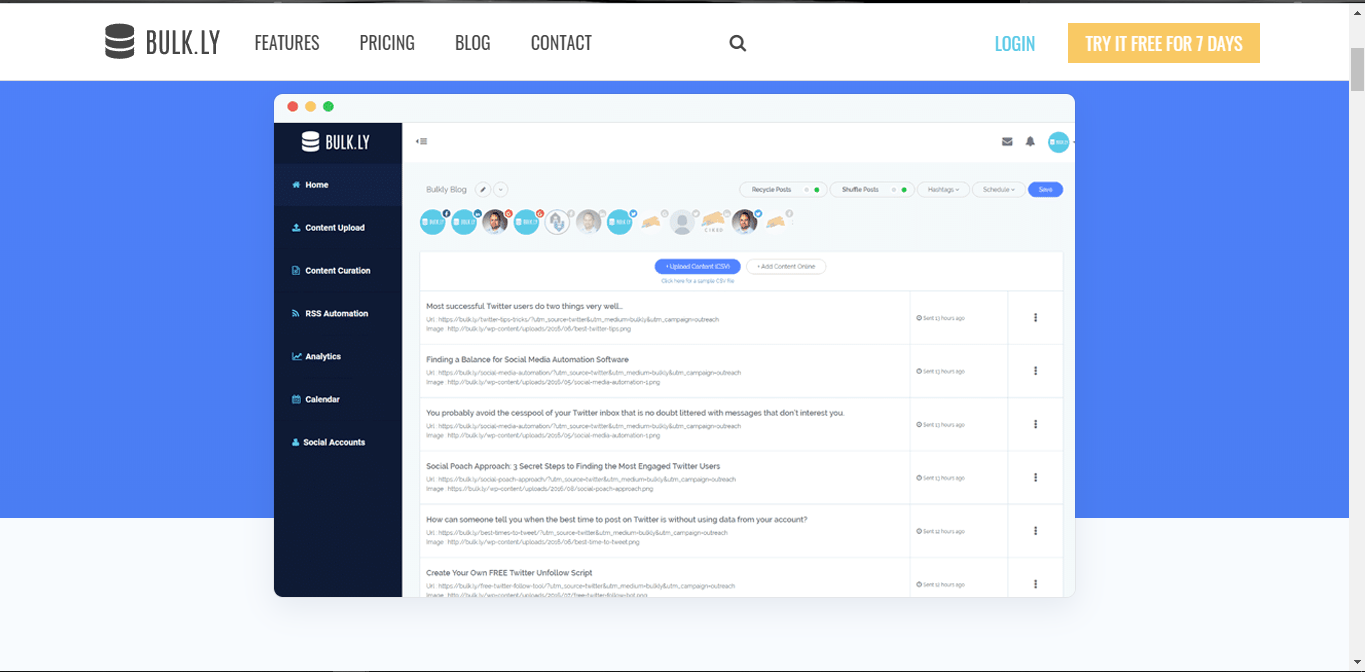 BULK.LY FEATURES PRICING BLOG CONTACT LOGIN TRY IT FREE FOR 7 DAYS
BULK.LY
Home
Content Upload
Content Curation
RSS Automation
Analytics
Calendar
Social Accounts
Bulkly Blog Recycle Posts Shuffle Posts Hashtags Schedule Save
+ Upload Content (CSV) + Add Content Online
Click here for a sample CSV file
Most successful Twitter users do two things very well...
Url: https://bulk.ly/twitter-tips-tricks/?utm_source=twitter&utm_medium=bulkly&utm_campaign=outreach
Image: http://bulk.ly/wp-content/uploads/2016/06/best-twitter-tips.png
Sent 13 hours ago
Finding a Balance for Social Media Automation Software
Url: https://bulk.ly/social-media-automation/?utm_source=twitter&utm_medium=bulkly&utm_campaign=outreach
Image: http://bulk.ly/wp-content/uploads/2016/05/social-media-automation-1.png
Sent 13 hours ago
You probably avoid the cesspool of your Twitter inbox that is no doubt littered with messages that don't interest you.
Url: https://bulk.ly/social-media-automation/?utm_source=twitter&utm_medium=bulkly&utm_campaign=outreach
Image: http://bulk.ly/wp-content/uploads/2016/05/social-media-automation-1.png
Sent 13 hours ago
Social Poach Approach: 3 Secret Steps to Finding the Most Engaged Twitter Users
Url: https://bulk.ly/social-poach-approach/?utm_source=twitter&utm_medium=bulkly&utm_campaign=outreach
Image: https://bulk.ly/wp-content/uploads/2016/08/social-poach-approach.png
Sent 13 hours ago
How can someone tell you when the best time to post on Twitter is without using data from your account?
Url: https://bulk.ly/best-times-to-tweet/?utm_source=twitter&utm_medium=bulkly&utm_campaign=outreach
Image: http://bulk.ly/wp-content/uploads/2016/06/best-time-to-tweet.png
Sent 12 hours ago
Create Your Own FREE Twitter Unfollow Script
Url: https://bulk.ly/free-twitter-follow-tool/?utm_source=twitter&utm_medium=bulkly&utm_campaign=outreach
Sent 12 hours ago